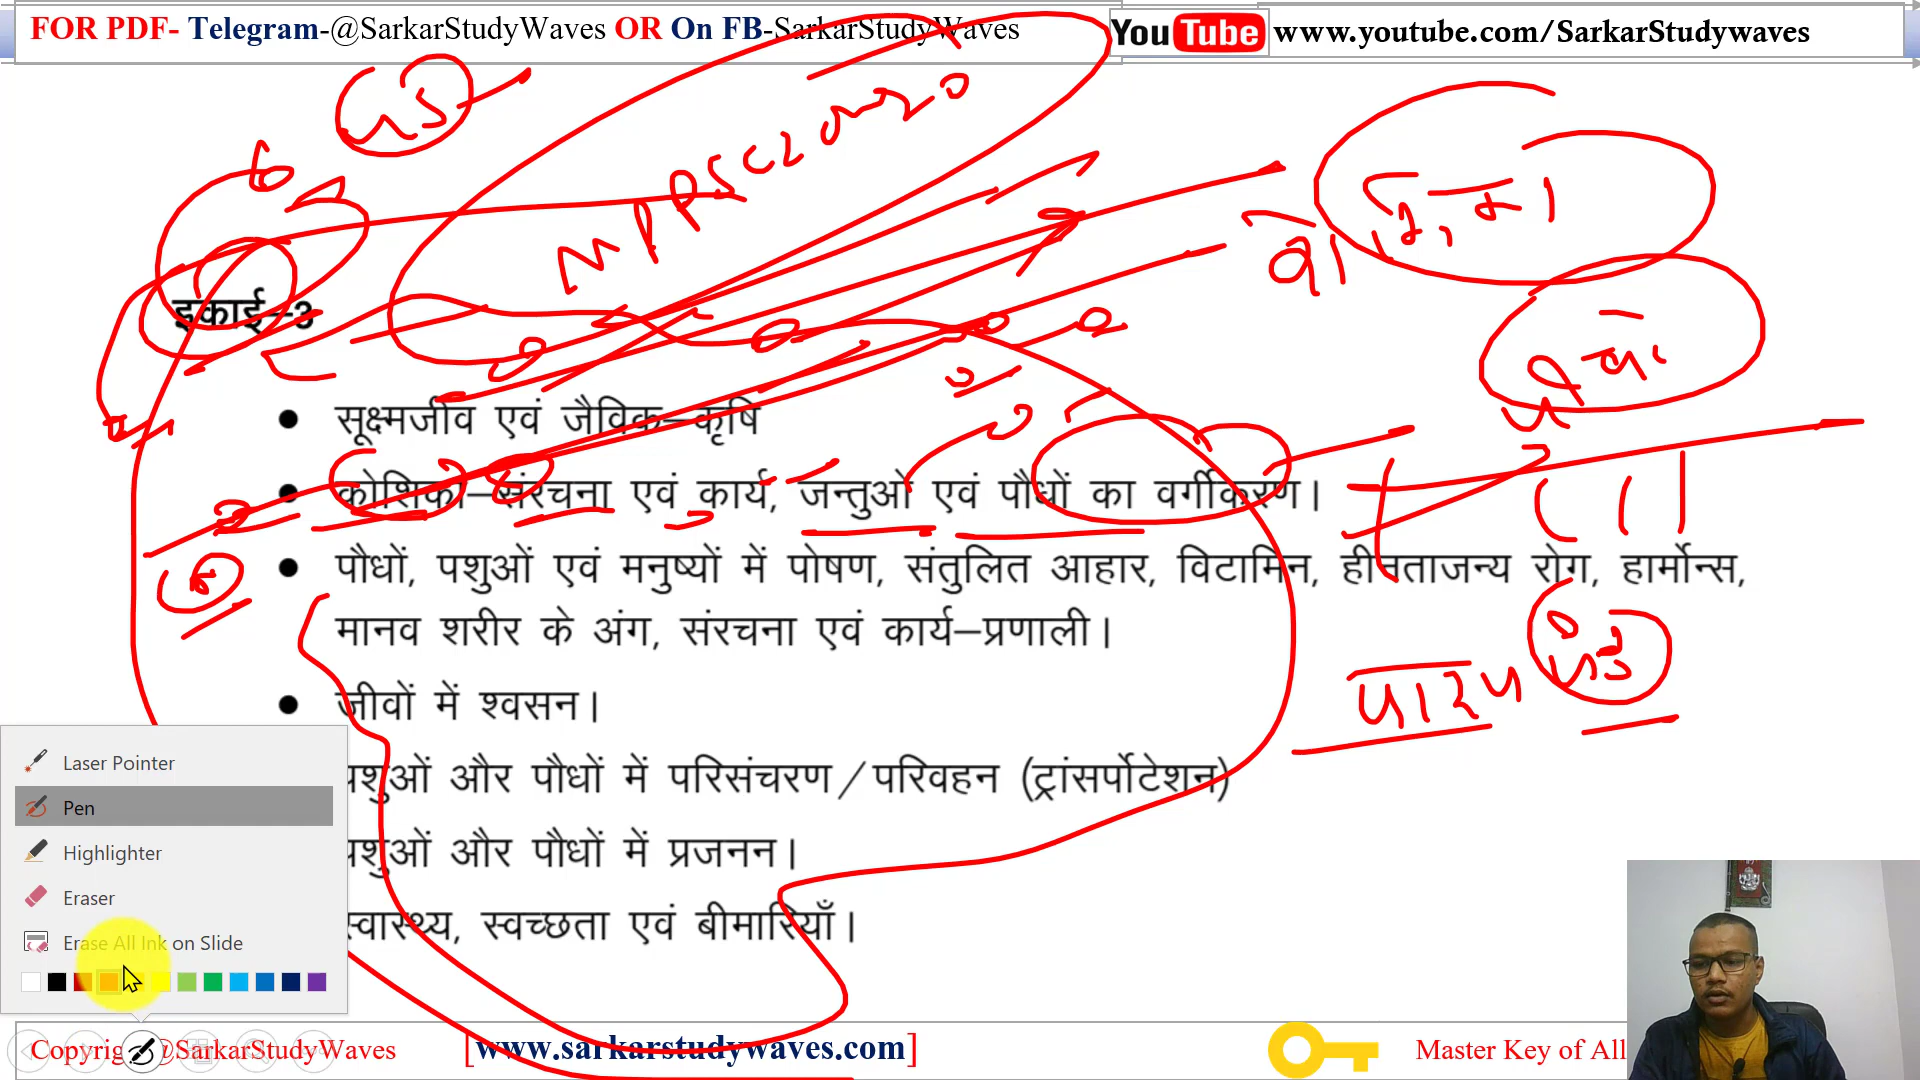 FOR PDF- Telegram-@SarkarStudyWaves OR On FB-SarkarStudyWaves
YouTube www.youtube.com/SarkarStudywaves
MPPSC 2020
इकाई–3
सूक्ष्मजीव एवं जैविक–कृषि
कोशिका–संरचना एवं कार्य, जन्तुओं एवं पौधों का वर्गीकरण।
पौधों, पशुओं एवं मनुष्यों में पोषण, संतुलित आहार, विटामिन, हीनताजन्य रोग, हार्मोन्स,
मानव शरीर के अंग, संरचना एवं कार्य–प्रणाली।
जीवों में श्वसन।
पशुओं और पौधों में परिसंचरण/परिवहन (ट्रांसर्पोटेशन)
पशुओं और पौधों में प्रजनन।
स्वास्थ्य, स्वच्छता एवं बीमारियाँ।
Laser Pointer
Pen
Highlighter
Eraser
Erase All Ink on Slide
@SarkarStudyWaves
[www.sarkarstudywaves.com]
Master Key of All